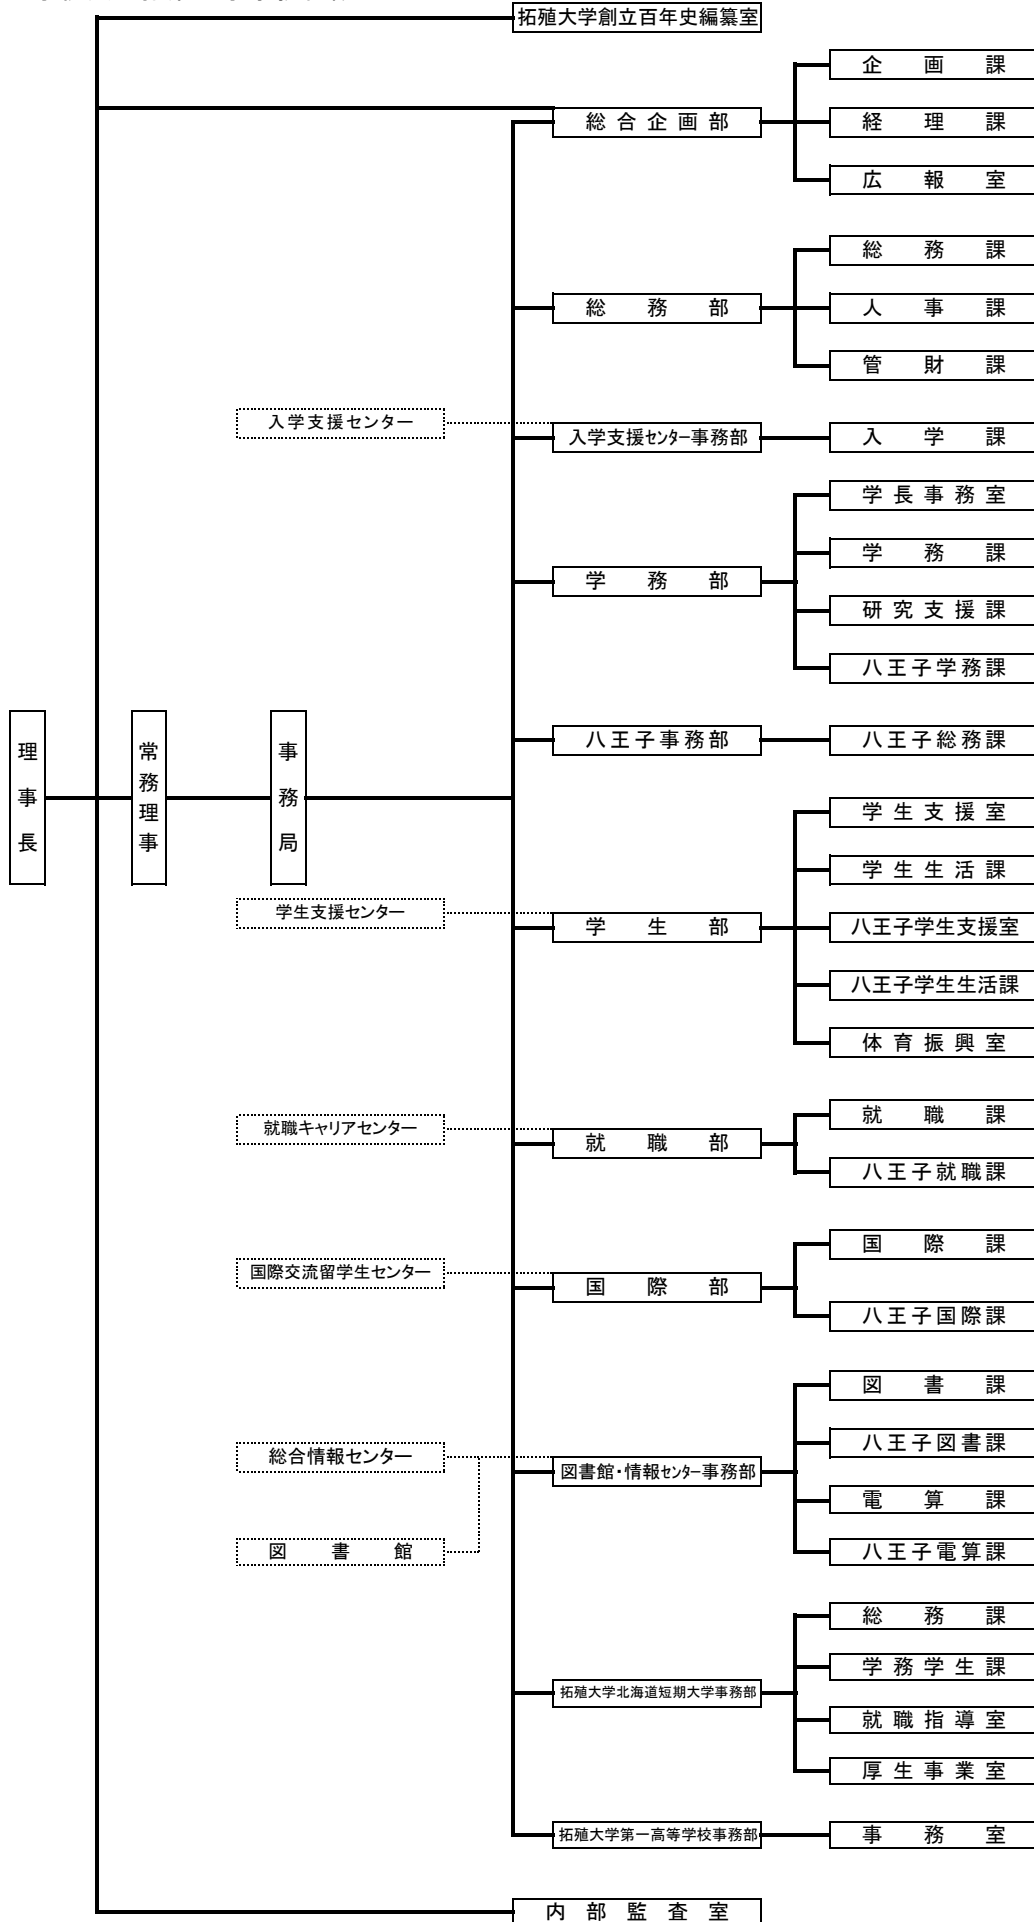 拓殖大学創立百年史編纂室
企画課
総合企画部
経理課
広報室
総務課
総務部
人事課
管財課
入学支援センター
入学支援センター事務部
入学課
学長事務室
学務課
学務部
研究支援課
八王子学務課
理事長
常務理事
事務局
八王子事務部
八王子総務課
学生支援室
学生生活課
学生支援センター
学生部
八王子学生支援室
八王子学生生活課
体育振興室
就職課
就職キャリアセンター
就職部
八王子就職課
国際課
国際交流留学生センター
国際部
八王子国際課
図書課
八王子図書課
総合情報センター
図書館・情報センター事務部
電算課
図書館
八王子電算課
総務課
学務学生課
拓殖大学北海道短期大学事務部
就職指導室
厚生事業室
拓殖大学第一高等学校事務部
事務室
内部監査室